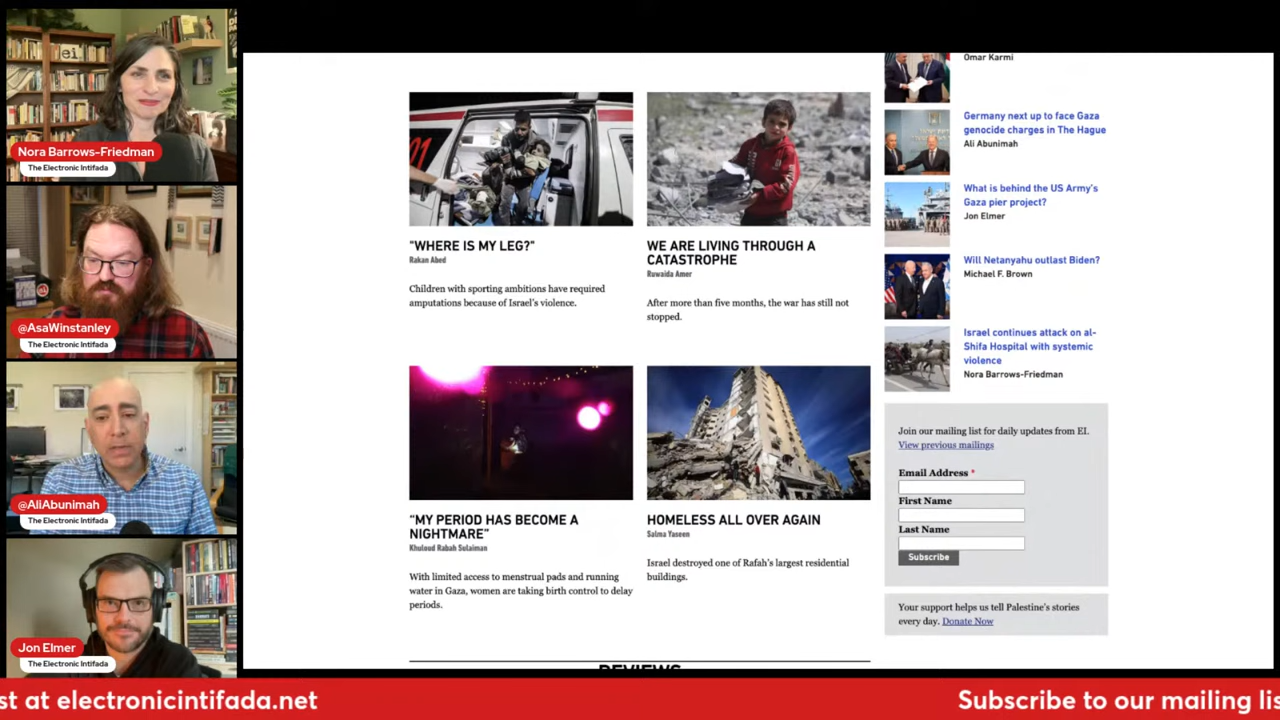 ei
Nora Barrows-Friedman
The Electronic Intifada
@AsaWinstanley
The Electronic Intifada
@AliAbunimah
The Electronic Intifada
Jon Elmer
The Electronic Intifada
"WHERE IS MY LEG?"
Rakan Abed
Children with sporting ambitions have required
amputations because of Israel's violence.
WE ARE LIVING THROUGH A
CATASTROPHE
Ruwaida Amer
After more than five months, the war has still not
stopped.
“MY PERIOD HAS BECOME A
NIGHTMARE”
Khuloud Rabah Sulaiman
With limited access to menstrual pads and running
water in Gaza, women are taking birth control to delay
periods.
HOMELESS ALL OVER AGAIN
Salma Yaseen
Israel destroyed one of Rafah’s largest residential
buildings.
REVIEWS
Omar Karmi
Germany next up to face Gaza
genocide charges in The Hague
Ali Abunimah
What is behind the US Army’s
Gaza pier project?
Jon Elmer
Will Netanyahu outlast Biden?
Michael F. Brown
Israel continues attack on al-
Shifa Hospital with systemic
violence
Nora Barrows-Friedman
Join our mailing list for daily updates from EI.
View previous mailings
Email Address *
First Name
Last Name
Subscribe
Your support helps us tell Palestine’s stories
every day. Donate Now
st at electronicintifada.net
Subscribe to our mailing lis